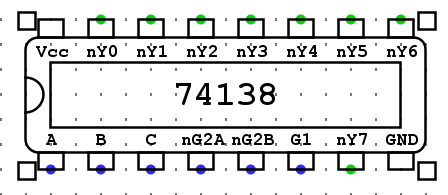 Vcc nY0 nY1 nY2 nY3 nY4 nY5 nY6
74138
A B C nG2A nG2B G1 nY7 GND